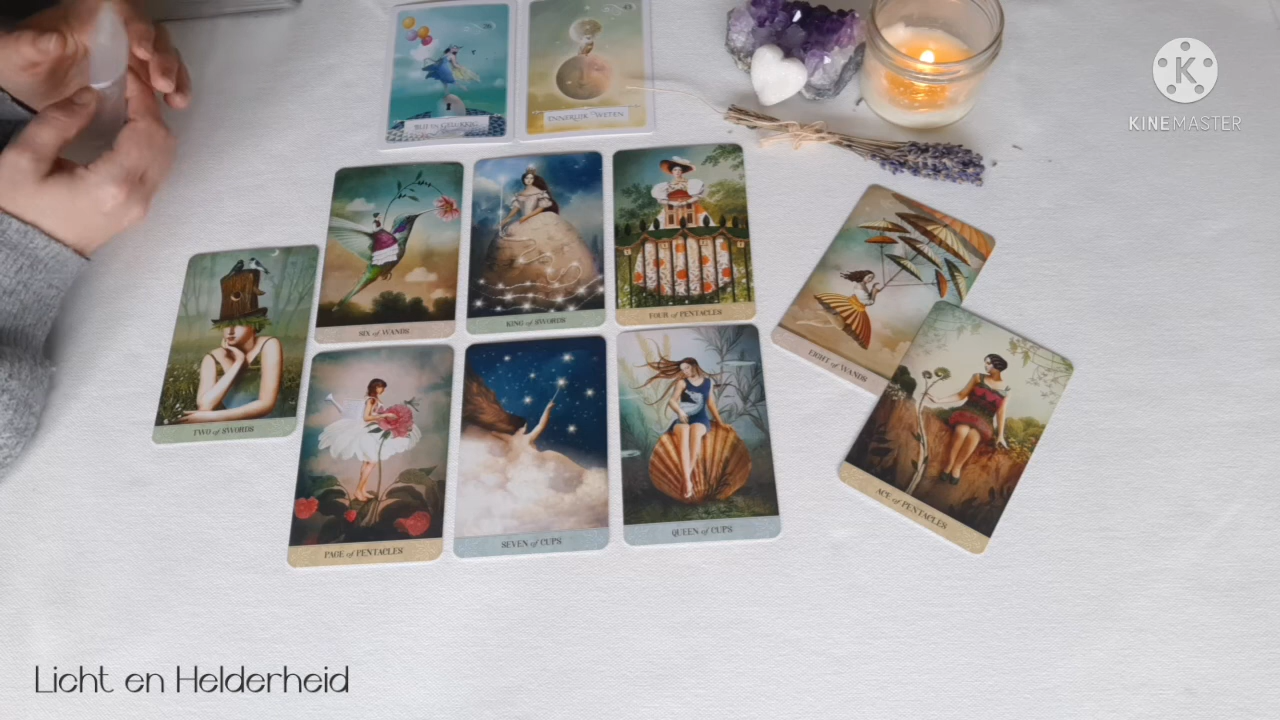 INNERLIJK WETEN
K
KINEMASTER
SIX of WANDS
KING of SWORDS
FOUR of PENTACLES
EIGHT of WANDS
TWO of SWORDS
PAGE of PENTACLES
SEVEN of CUPS
QUEEN of CUPS
ACE of PENTACLES
Licht en Helderheid